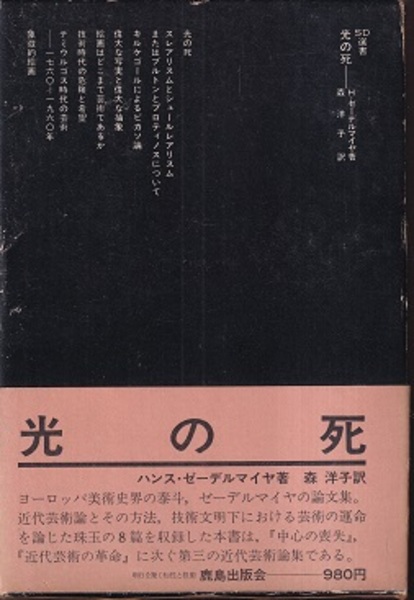 SD選書
光の死——H・ゼーデルマイヤ著
森 洋子 訳
光の死
スレアリスムとシュールレアリスム
またはブルトンとプロティノスについて
キルケゴールによるピカソ論
偉大な写実と偉大な抽象
絵画はどこまで芸術であるか
技術時代の危険と希望
デミウルゴス時代の芸術
——一七六〇-一九六〇年
象徴的絵画
光の死
ハンス・ゼーデルマイヤ著 森 洋子訳
ヨーロッパ美術史界の泰斗，ゼーデルマイヤの論文集。
近代芸術論とその方法，技術文明下における芸術の運命
を論じた珠玉の8篇を収録した本書は，『中心の喪失』，
『近代芸術の革命』に次ぐ第三の近代芸術論集である。
鹿島出版会——980円